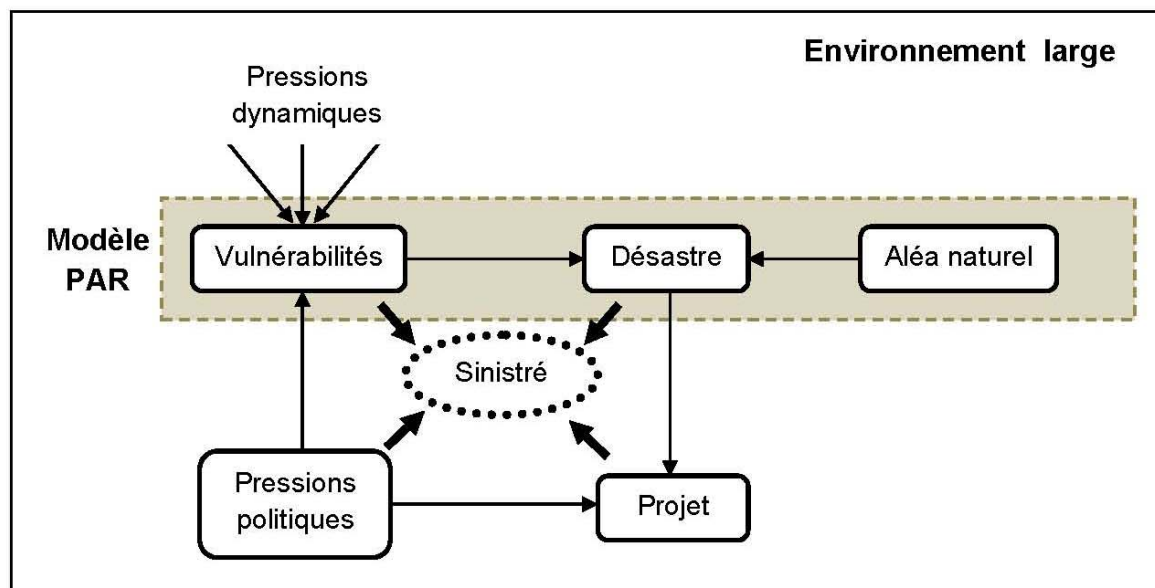 Environnement large
Pressions
dynamiques
Modèle
PAR
Vulnérabilités
Désastre
Aléa naturel
Sinistré
Pressions
politiques
Projet